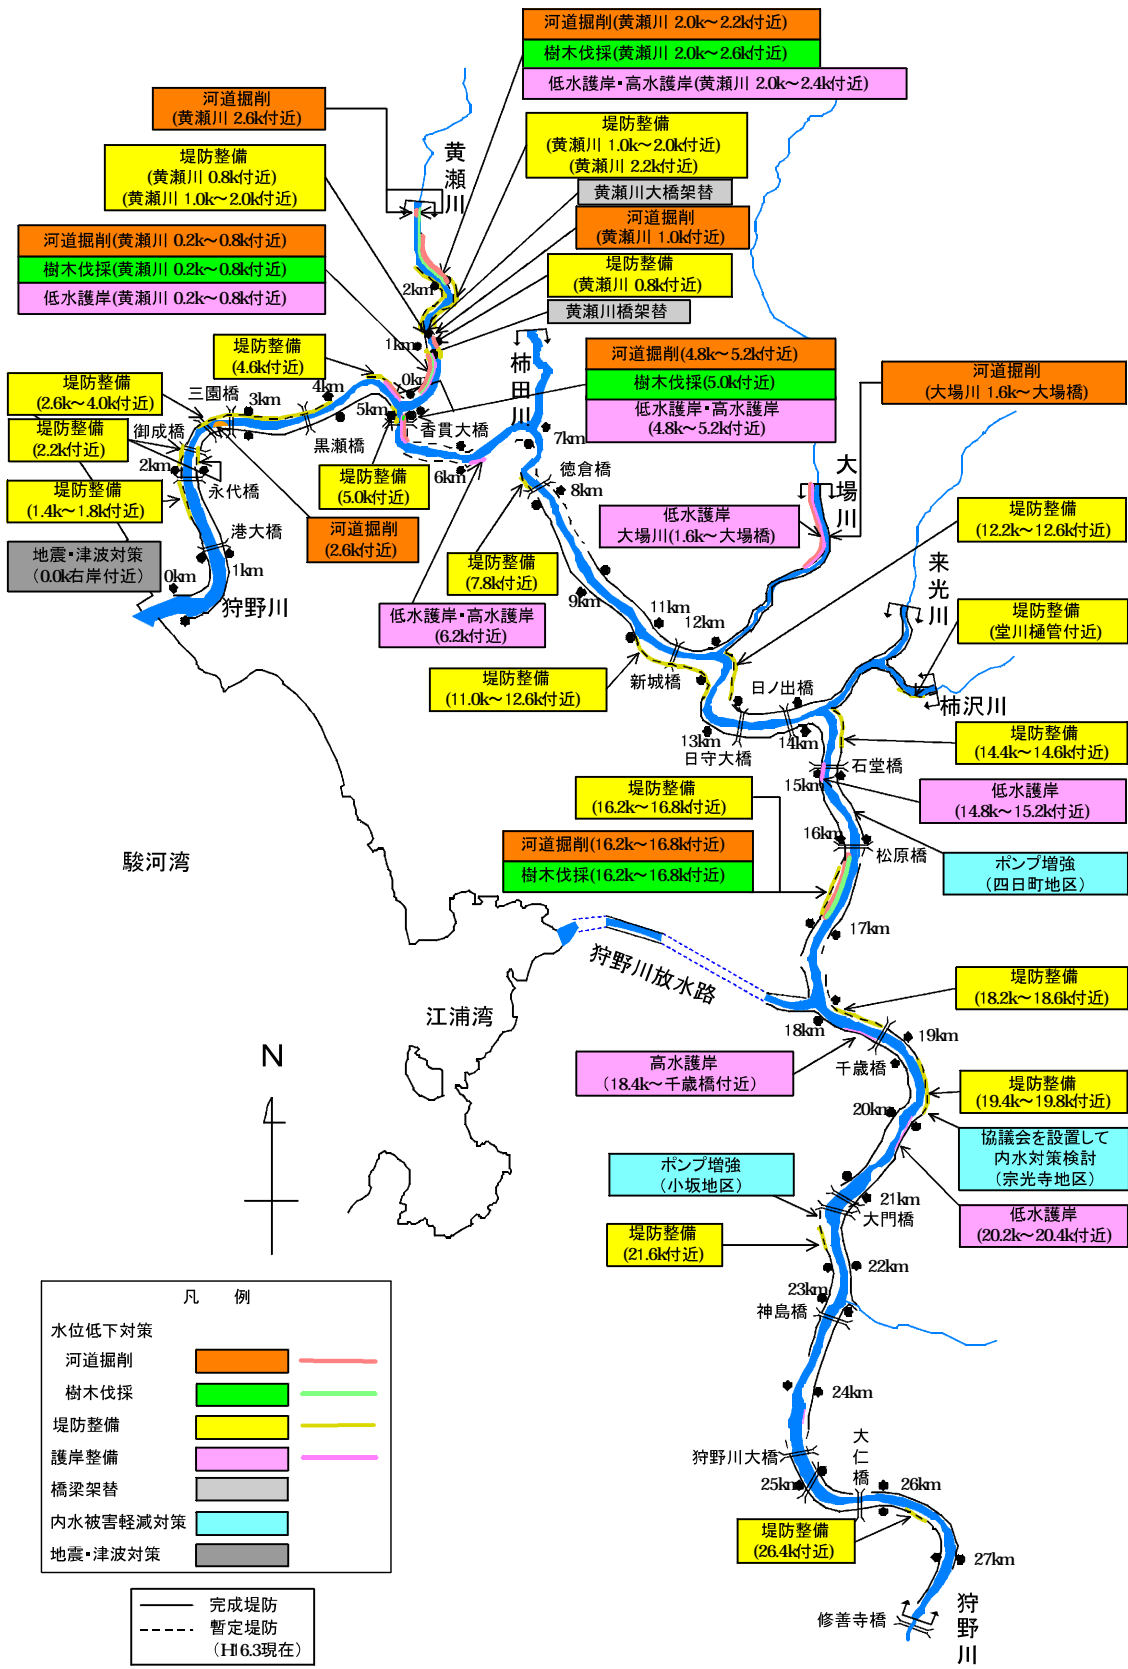 河道掘削(黄瀬川 2.0k～2.2k付近)
樹木伐採(黄瀬川 2.0k～2.6k付近)
低水護岸・高水護岸(黄瀬川 2.0k～2.4k付近)
河道掘削
(黄瀬川 2.6k付近)
堤防整備
(黄瀬川 1.0k～2.0k付近)
(黄瀬川 2.2k付近)
黄瀬川
堤防整備
(黄瀬川 0.8k付近)
(黄瀬川 1.0k～2.0k付近)
黄瀬川大橋架替
河道掘削
(黄瀬川 1.0k付近)
河道掘削(黄瀬川 0.2k～0.8k付近)
樹木伐採(黄瀬川 0.2k～0.8k付近)
低水護岸(黄瀬川 0.2k～0.8k付近)
堤防整備
(黄瀬川 0.8k付近)
2km
黄瀬川橋架替
1km
柿田川
堤防整備
(4.6k付近)
河道掘削(4.8k～5.2k付近)
樹木伐採(5.0k付近)
低水護岸・高水護岸
(4.8k～5.2k付近)
河道掘削
(大場川 1.6k～大場橋)
0km
堤防整備
(2.6k～4.0k付近)
三園橋
3km
4km
5km
堤防整備
(2.2k付近)
御成橋
黒瀬橋
香貫大橋
7km
2km
6km
徳倉橋
8km
大場川
永代橋
堤防整備
(5.0k付近)
堤防整備
(1.4k～1.8k付近)
港大橋
河道掘削
(2.6k付近)
低水護岸
大場川(1.6k～大場橋)
堤防整備
(12.2k～12.6k付近)
地震・津波対策
(0.0k右岸付近)
1km
0km
狩野川
堤防整備
(7.8k付近)
来光川
9km
低水護岸・高水護岸
(6.2k付近)
11km
12km
堤防整備
(堂川樋管付近)
堤防整備
(11.0k～12.6k付近)
新城橋
日ノ出橋
柿沢川
13km
14km
日守大橋
堤防整備
(14.4k～14.6k付近)
石堂橋
15km
堤防整備
(16.2k～16.8k付近)
低水護岸
(14.8k～15.2k付近)
河道掘削(16.2k～16.8k付近)
樹木伐採(16.2k～16.8k付近)
16km
松原橋
ポンプ増強
(四日町地区)
駿河湾
17km
狩野川放水路
堤防整備
(18.2k～18.6k付近)
江浦湾
18km
19km
N
高水護岸
(18.4k～千歳橋付近)
千歳橋
堤防整備
(19.4k～19.8k付近)
20km
協議会を設置して
内水対策検討
(宗光寺地区)
ポンプ増強
(小坂地区)
21km
大門橋
低水護岸
(20.2k～20.4k付近)
堤防整備
(21.6k付近)
22km
23km
神島橋
凡 例
水位低下対策
河道掘削
樹木伐採
堤防整備
護岸整備
橋梁架替
内水被害軽減対策
地震・津波対策
24km
狩野川大橋
大仁橋
25km
26km
堤防整備
(26.4k付近)
27km
修善寺橋
狩野川
完成堤防
暫定堤防
(H16.3現在)